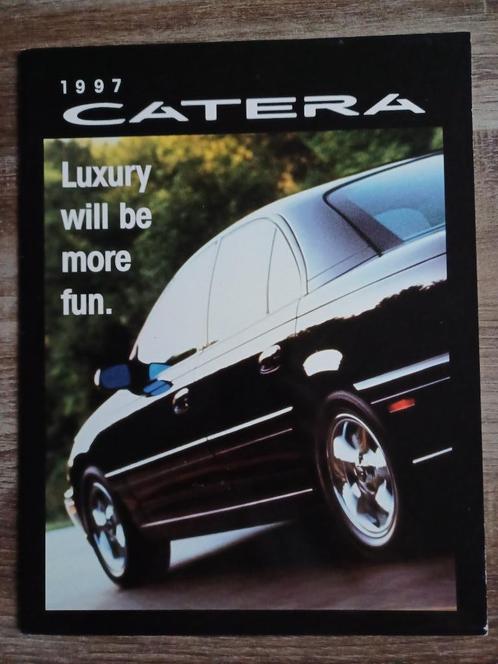 1997
CATERA
Luxury
will be
more
fun.